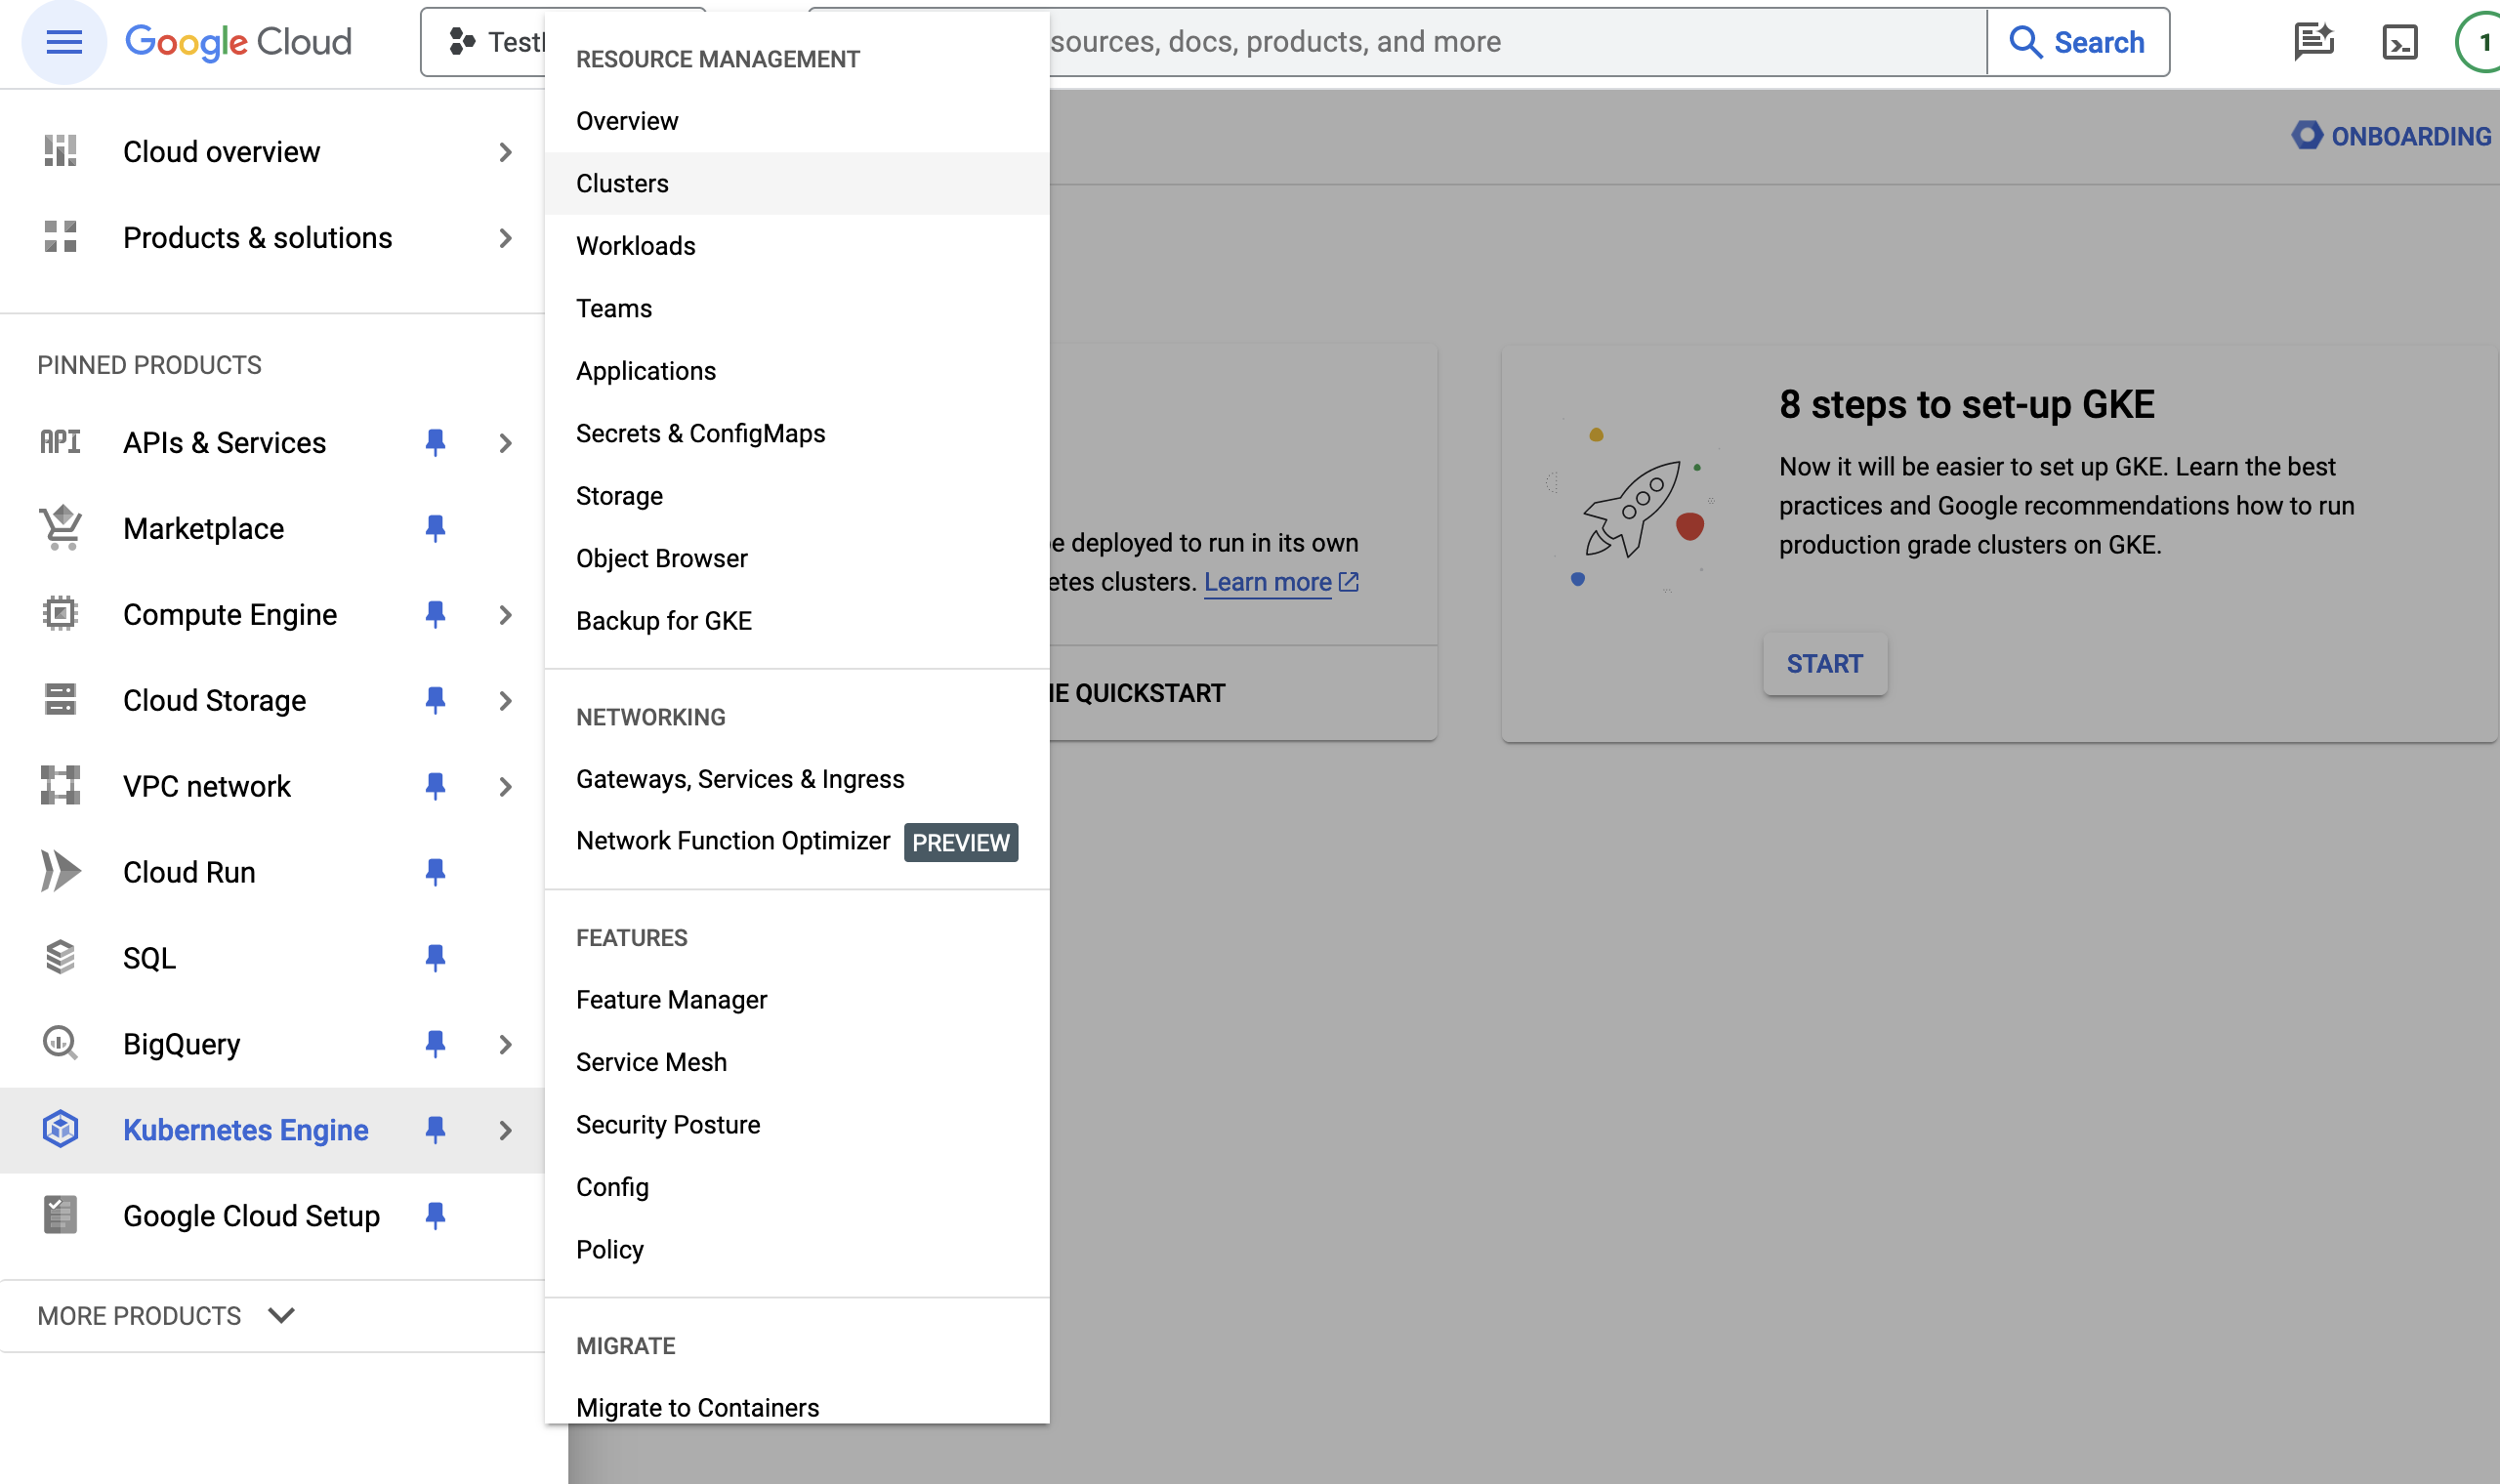 Google Cloud
sources, docs, products, and more
Search
1
Cloud overview
Products & solutions
PINNED PRODUCTS
API
APIs & Services
Marketplace
Compute Engine
Cloud Storage
VPC network
Cloud Run
SQL
BigQuery
Kubernetes Engine
Google Cloud Setup
MORE PRODUCTS
RESOURCE MANAGEMENT
Overview
Clusters
Workloads
Teams
Applications
Secrets & ConfigMaps
Storage
Object Browser
Backup for GKE
NETWORKING
Gateways, Services & Ingress
Network Function Optimizer PREVIEW
FEATURES
Feature Manager
Service Mesh
Security Posture
Config
Policy
MIGRATE
Migrate to Containers
ONBOARDING
deployed to run in its own
clusters. Learn more
QUICKSTART
8 steps to set-up GKE
Now it will be easier to set up GKE. Learn the best
practices and Google recommendations how to run
production grade clusters on GKE.
START